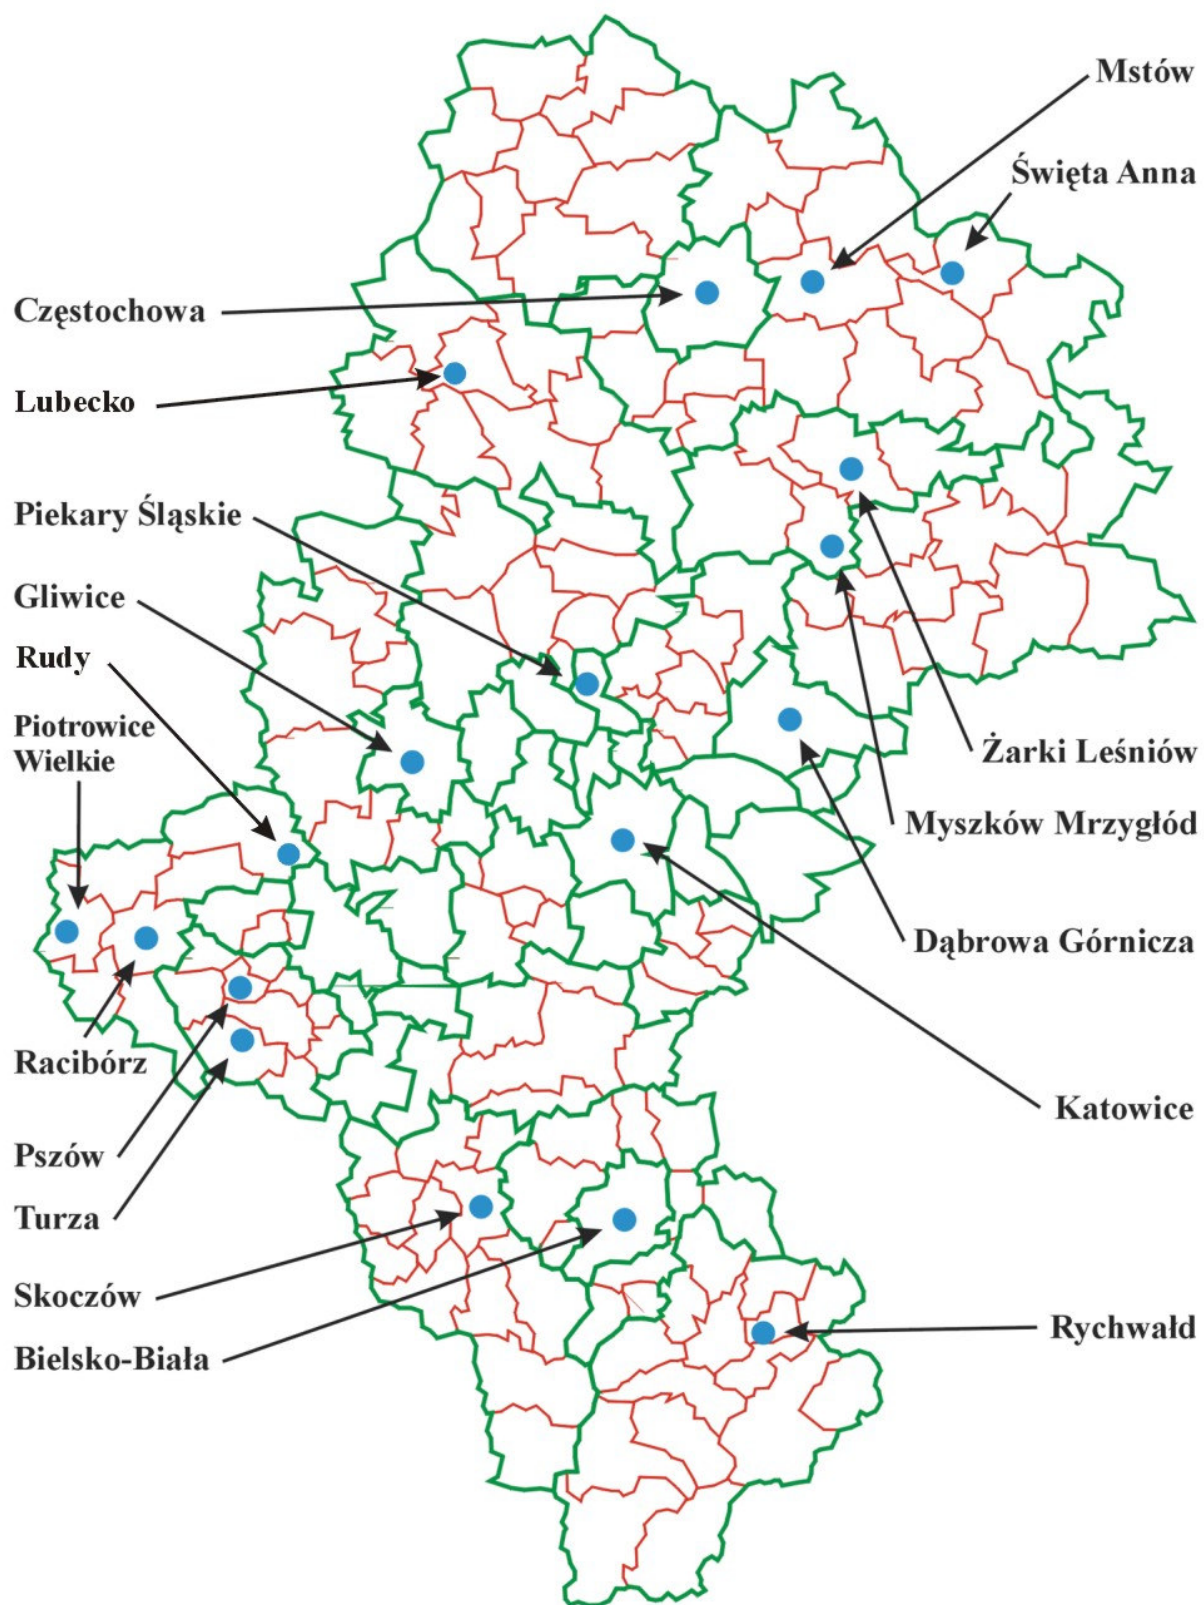 Mstów
Święta Anna
Częstochowa
Lubecko
Piekary Śląskie
Gliwice
Rudy
Piotrowice
Wielkie
Żarki Leśniów
Myszków Mrzygłód
Dąbrowa Górnicza
Racibórz
Katowice
Pszów
Turza
Skoczów
Rychwałd
Bielsko-Biała